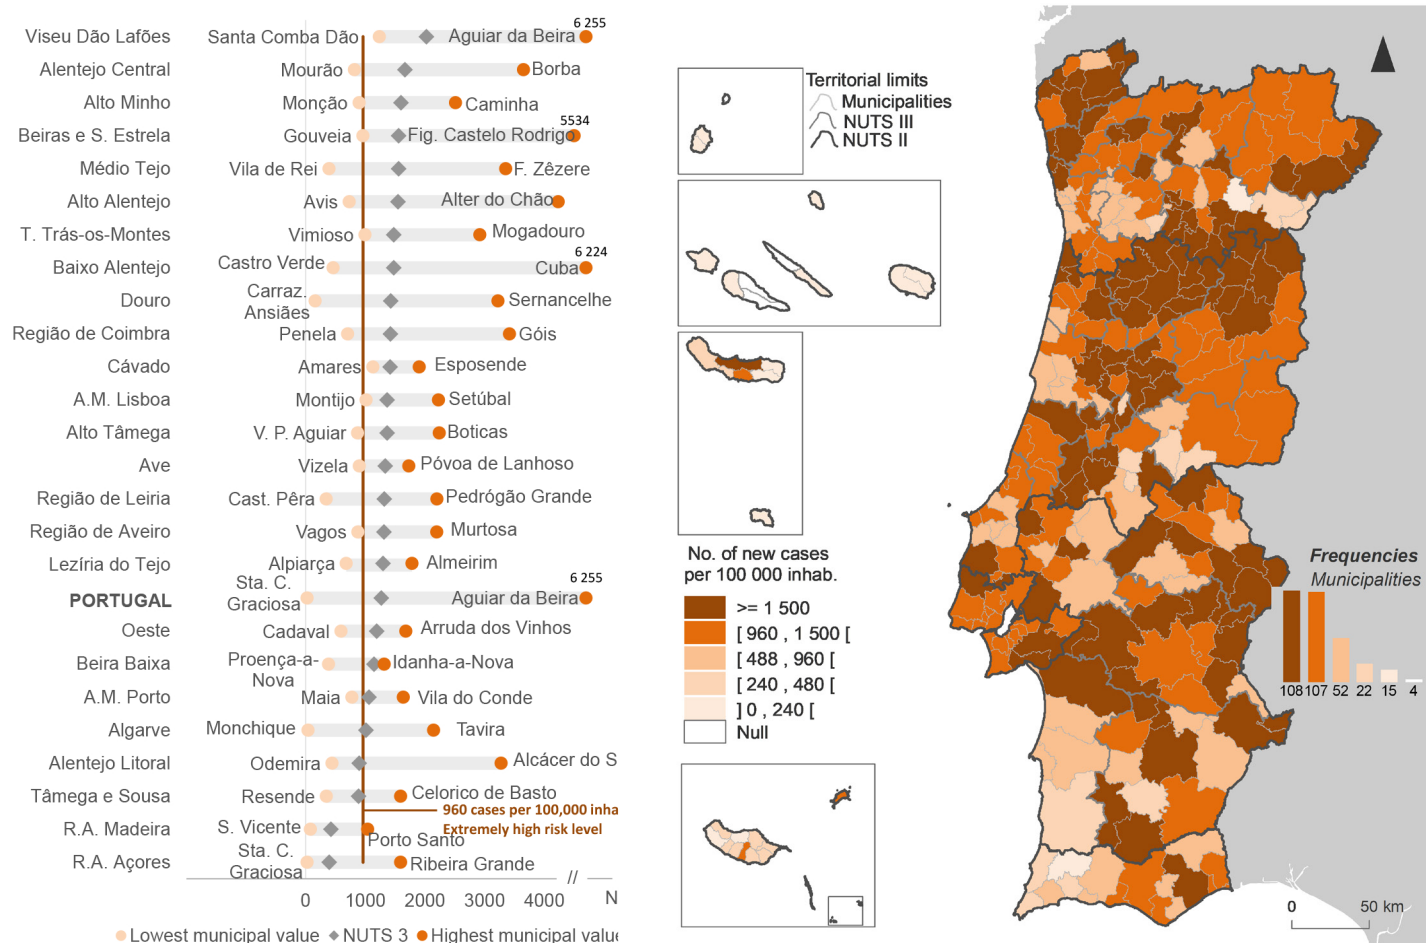 6 255
Viseu Dão Lafões Santa Comba Dão Aguiar da Beira
Alentejo Central Mourão Borba
Alto Minho Monção Caminha
5534
Beiras e S. Estrela Gouveia Fig. Castelo Rodrigo
Médio Tejo Vila de Rei F. Zêzere
Alto Alentejo Avis Alter do Chão
T. Trás-os-Montes Vimioso Mogadouro
6 224
Baixo Alentejo Castro Verde Cuba
Douro Carraz. Ansiães Sernancelhe
Região de Coimbra Penela Góis
Cávado Amares Esposende
A.M. Lisboa Montijo Setúbal
Alto Tâmega V. P. Aguiar Boticas
Ave Vizela Póvoa de Lanhoso
Região de Leiria Cast. Pêra Pedrógão Grande
Região de Aveiro Vagos Murtosa
Lezíria do Tejo Alpiarça Almeirim
6 255
PORTUGAL Sta. C. Graciosa Aguiar da Beira
Oeste Cadaval Arruda dos Vinhos
Beira Baixa Proença-a-Nova Idanha-a-Nova
A.M. Porto Maia Vila do Conde
Algarve Monchique Tavira
Alentejo Litoral Odemira Alcácer do S
Tâmega e Sousa Resende Celorico de Basto
960 cases per 100,000 inha
Extremely high risk level
R.A. Madeira S. Vicente Porto Santo
R.A. Açores Sta. C. Graciosa Ribeira Grande
//
0 1000 2000 3000 4000 N
Lowest municipal value NUTS 3 Highest municipal value
Territorial limits
Municipalities
NUTS III
NUTS II
No. of new cases
per 100 000 inhab.
>= 1 500
[ 960 , 1 500 [
[ 488 , 960 [
[ 240 , 480 [
] 0 , 240 [
Null
Frequencies
Municipalities
108 107 52 22 15 4
0 50 km